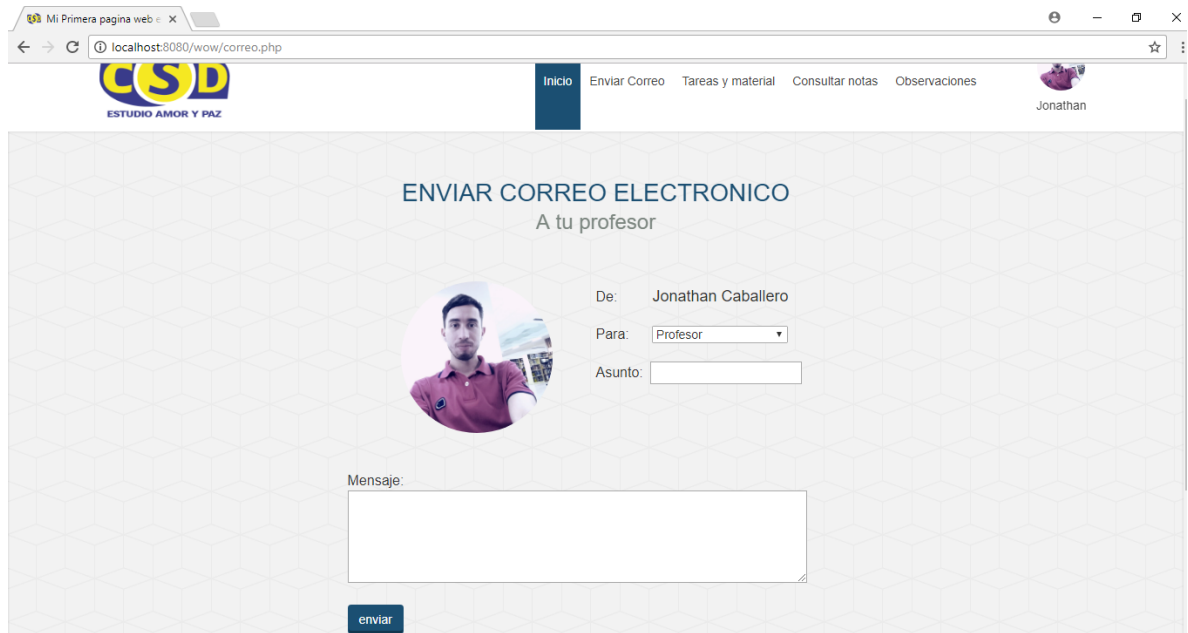 Mi Primera pagina web e
localhost:8080/wow/correo.php
CSD
ESTUDIO AMOR Y PAZ
Inicio
Enviar Correo
Tareas y material
Consultar notas
Observaciones
Jonathan
ENVIAR CORREO ELECTRONICO
A tu profesor
De: Jonathan Caballero
Para: Profesor
Asunto:
Mensaje:
enviar